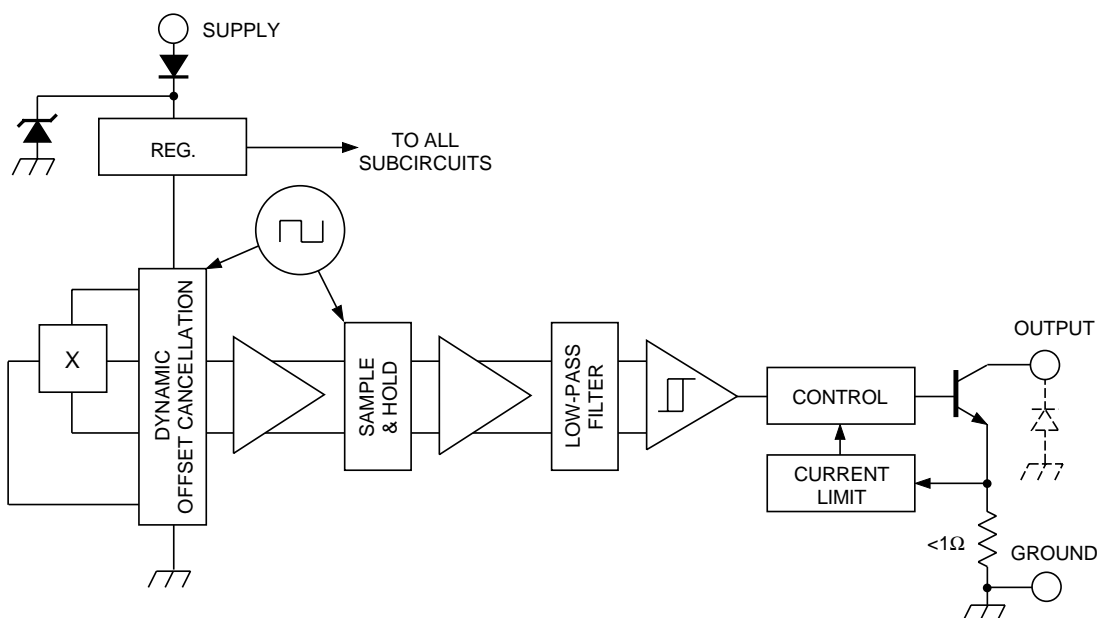 SUPPLY
REG.
TO ALL
SUBCIRCUITS
X
DYNAMIC
OFFSET CANCELLATION
SAMPLE
& HOLD
LOW-PASS
FILTER
CONTROL
CURRENT
LIMIT
OUTPUT
<1Ω
GROUND